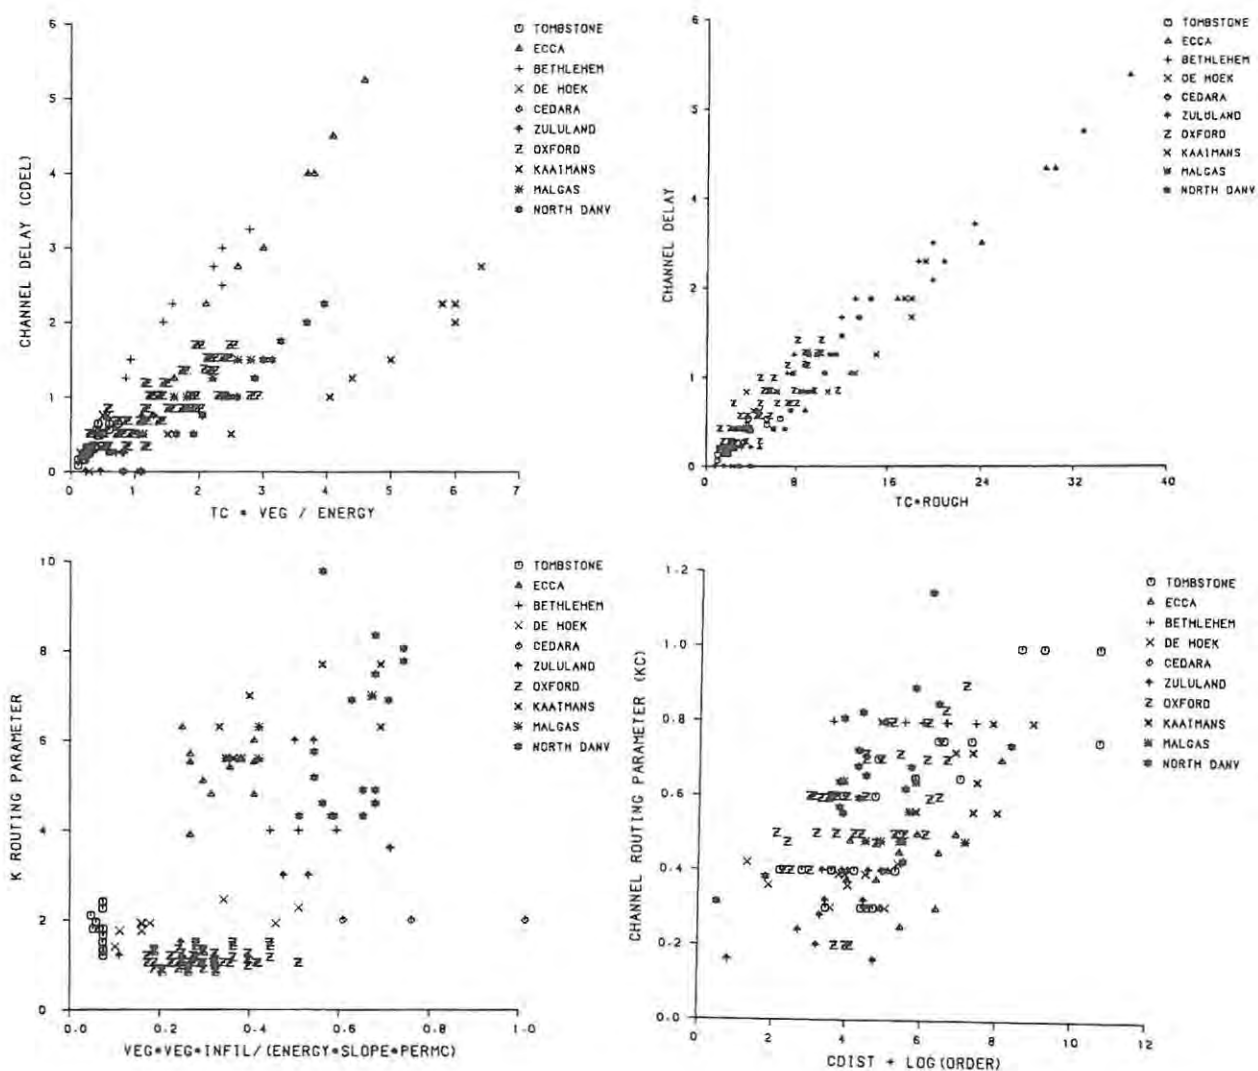 6
5
4
3
2
1
0
0 1 2 3 4 5 6 7
CHANNEL DELAY (CDEL)
TC * VEG / ENERGY
TOMBSTONE
ECCA
BETHLEHEM
DE HOEK
CEDARA
ZULULAND
OXFORD
KAAIMANS
MALGAS
NORTH DANV
6
5
4
2
1
0
0 8 16 24 32 40
CHANNEL DELAY
TC*ROUGH
TOMBSTONE
ECCA
BETHLEHEM
DE HOEK
CEDARA
ZULULAND
OXFORD
KAAIMANS
MALGAS
NORTH DANV
10
8
6
4
2
0
0.0 0.1 0.2 0.3 0.4 0.6 0.8 1.0
K ROUTING PARAMETER
VEG*VEG*INFIL/(ENERGY*SLOPE*PERMC)
TOMBSTONE
ECCA
BETHLEHEM
DE HOEK
CEDARA
ZULULAND
OXFORD
KAAIMANS
MALGAS
NORTH DANV
1.2
1.0
0.8
0.6
0.4
0.2
0
2 4 6 8 10 12
CHANNEL ROUTING PARAMETER (KC)
CDIST + LOG(ORDER)
TOMBSTONE
ECCA
BETHLEHEM
DE HOEK
CEDARA
ZULULAND
OXFORD
KAAIMANS
MALGAS
NORTH DANV